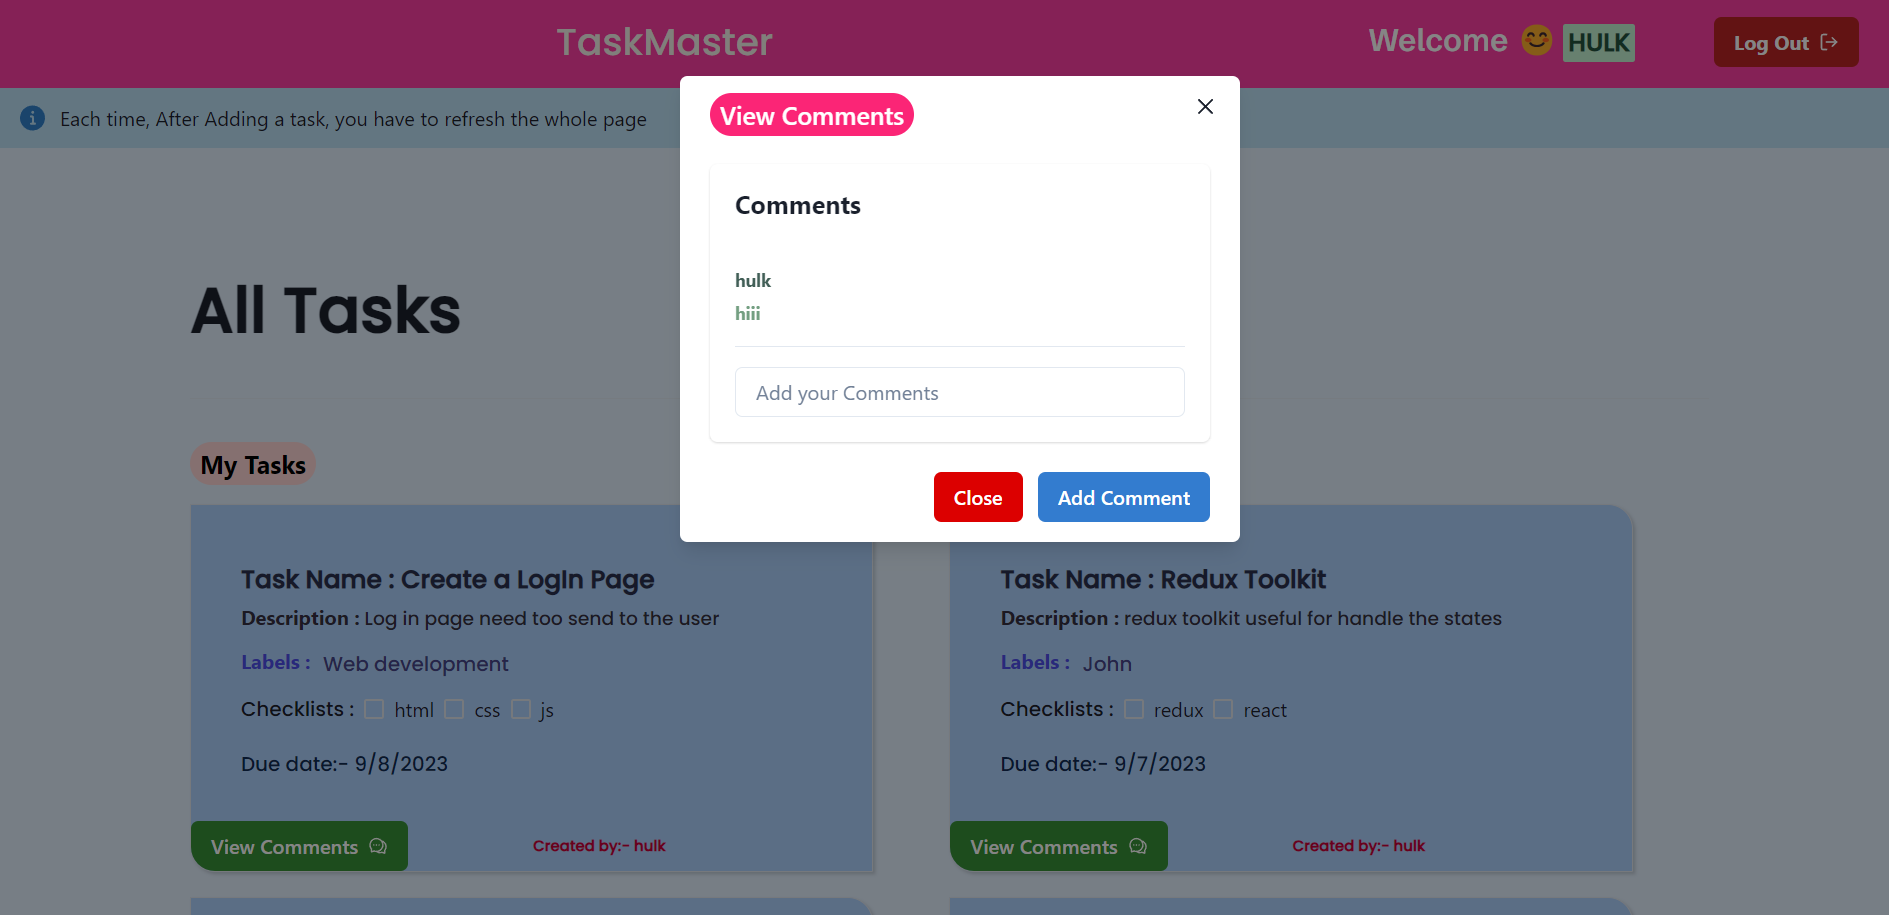 TaskMaster
Welcome 😊 HULK
Log Out
Each time, After Adding a task, you have to refresh the whole page
View Comments
Comments
hulk
hiii
Add your Comments
Close
Add Comment
All Tasks
My Tasks
Task Name : Create a LogIn Page
Description : Log in page need too send to the user
Labels : Web development
Checklists : html css js
Due date:- 9/8/2023
View Comments
Created by:- hulk
Task Name : Redux Toolkit
Description : redux toolkit useful for handle the states
Labels : John
Checklists : redux react
Due date:- 9/7/2023
View Comments
Created by:- hulk